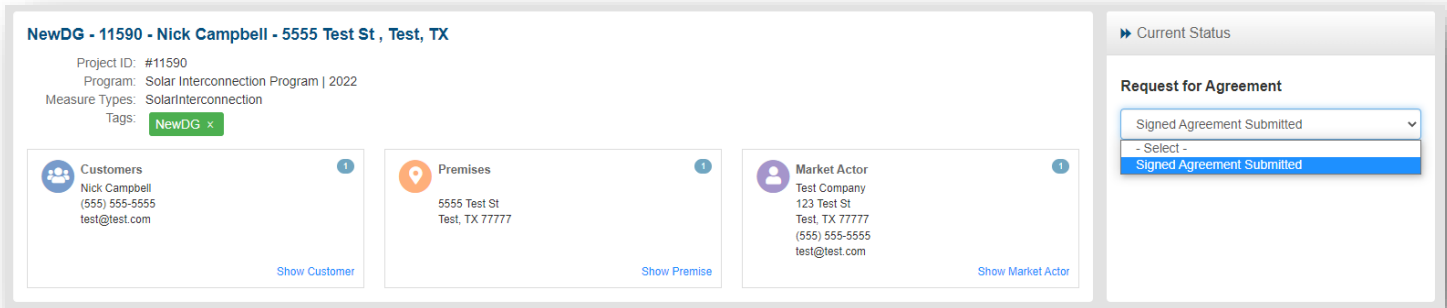 NewDG - 11590 - Nick Campbell - 5555 Test St , Test, TX
Project ID: #11590
Program: Solar Interconnection Program | 2022
Measure Types: SolarInterconnection
Tags: NewDG x
Customers 1
Nick Campbell
(555) 555-5555
test@test.com
Show Customer
Premises 1
5555 Test St
Test, TX 77777
Show Premise
Market Actor 1
Test Company
123 Test St
Test, TX 77777
(555) 555-5555
test@test.com
Show Market Actor
Current Status
Request for Agreement
Signed Agreement Submitted
- Select -
Signed Agreement Submitted